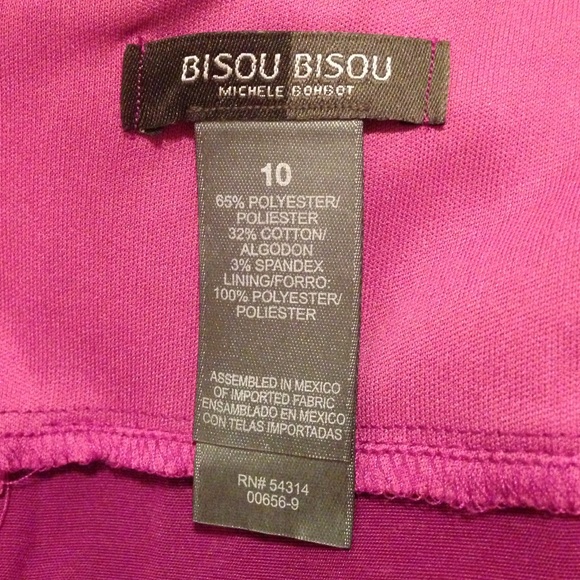 BISOU BISOU
MICHELE BOHBOT
10
65% POLYESTER/
POLIESTER
32% COTTON/
ALGODON
3% SPANDEX
LINING/FORRO:
100% POLYESTER/
POLIESTER
ASSEMBLED IN MEXICO
OF IMPORTED FABRIC
ENSAMBLADO EN MEXICO
CON TELAS IMPORTADAS
RN# 54314
00656-9